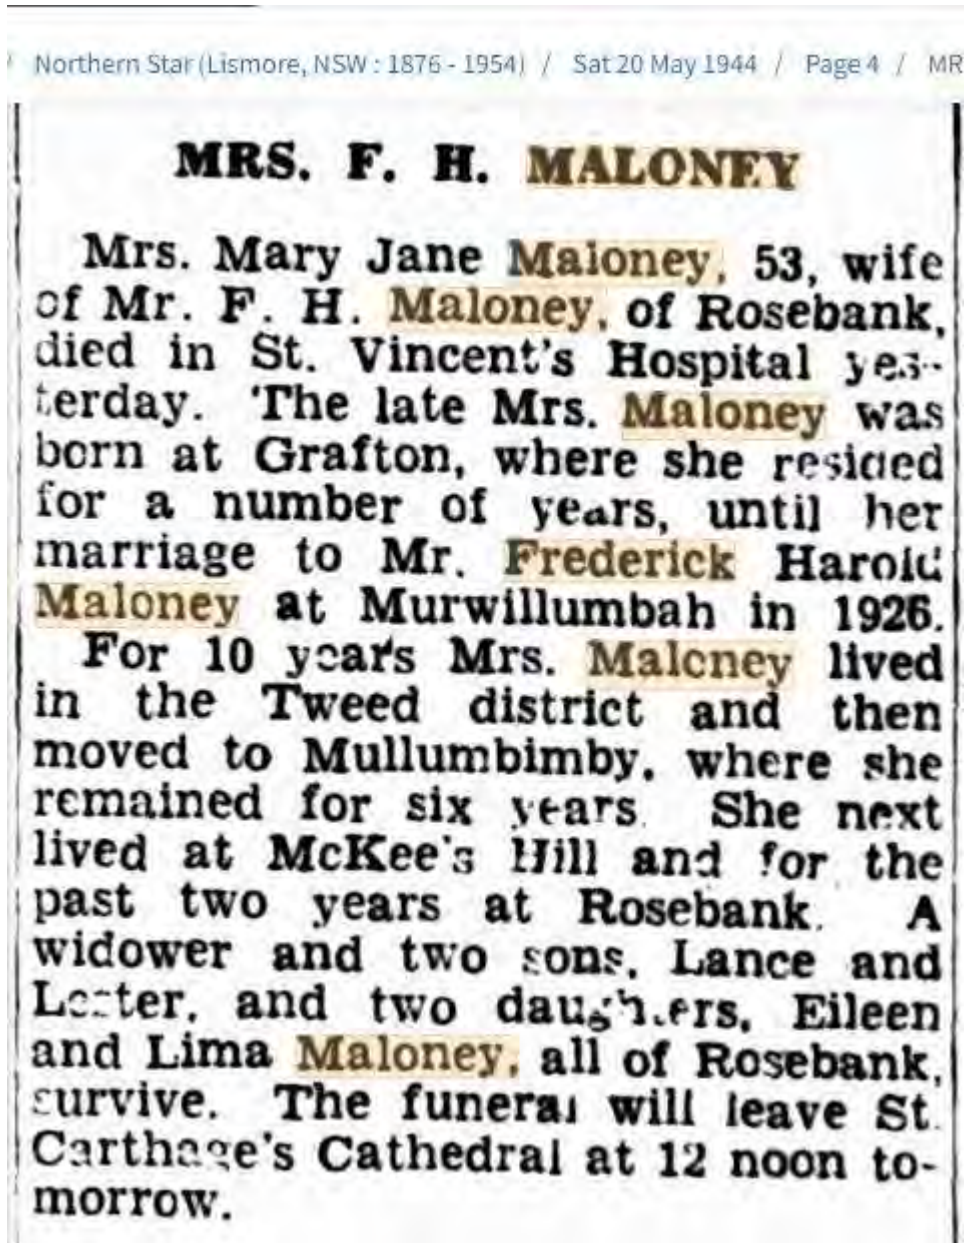 / Northern Star (Lismore, NSW : 1876 - 1954) / Sat 20 May 1944 / Page 4 / MR
MRS. F. H. MALONEY
Mrs. Mary Jane Maloney, 53, wife
of Mr. F. H. Maloney, of Rosebank,
died in St. Vincent's Hospital yes-
terday. The late Mrs. Maloney was
born at Grafton, where she resided
for a number of years, until her
marriage to Mr. Frederick Harold
Maloney at Murwillumbah in 1926.
For 10 years Mrs. Maloney lived
in the Tweed district and then
moved to Mullumbimby, where she
remained for six years. She next
lived at McKee's Hill and for the
past two years at Rosebank. A
widower and two sons, Lance and
Lester, and two daughters, Eileen
and Lima Maloney, all of Rosebank,
survive. The funeral will leave St.
Carthage's Cathedral at 12 noon to-
morrow.